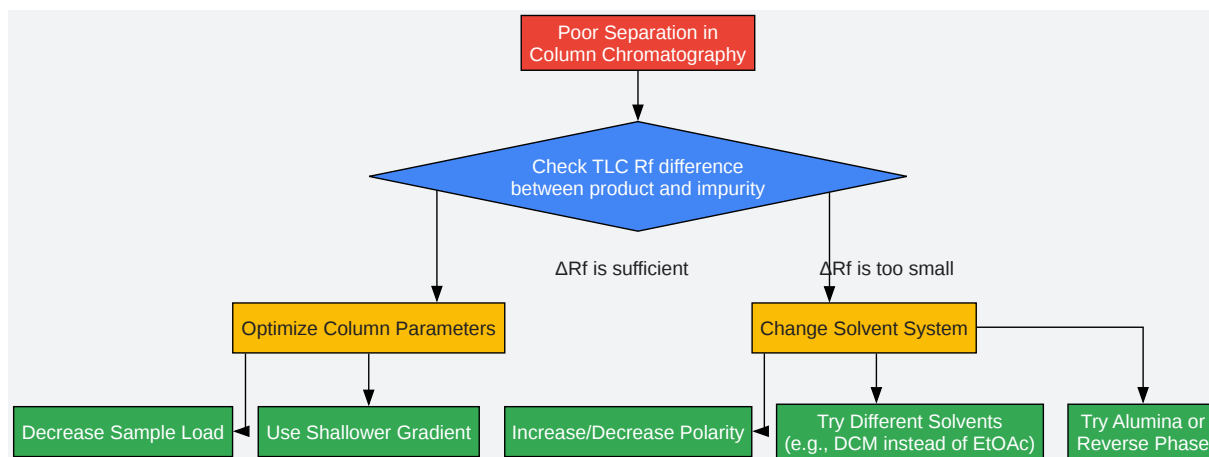 Poor Separation in
Column Chromatography
Check TLC Rf difference
between product and impurity
ΔRf is sufficient
ΔRf is too small
Optimize Column Parameters
Change Solvent System
Decrease Sample Load
Use Shallower Gradient
Increase/Decrease Polarity
Try Different Solvents
(e.g., DCM instead of EtOAc)
Try Alumina or
Reverse Phase